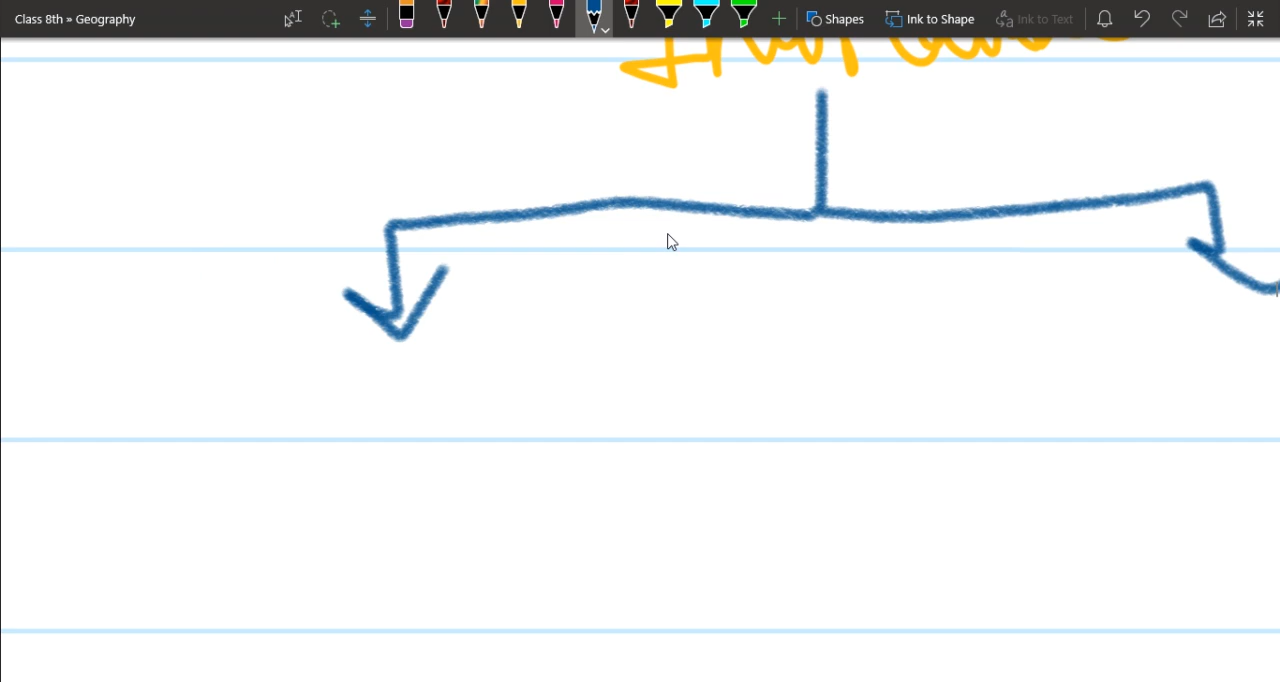 Class 8th » Geography
Shapes
Ink to Shape
Ink to Text